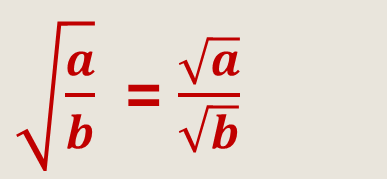 √(a/b) = √a/√b